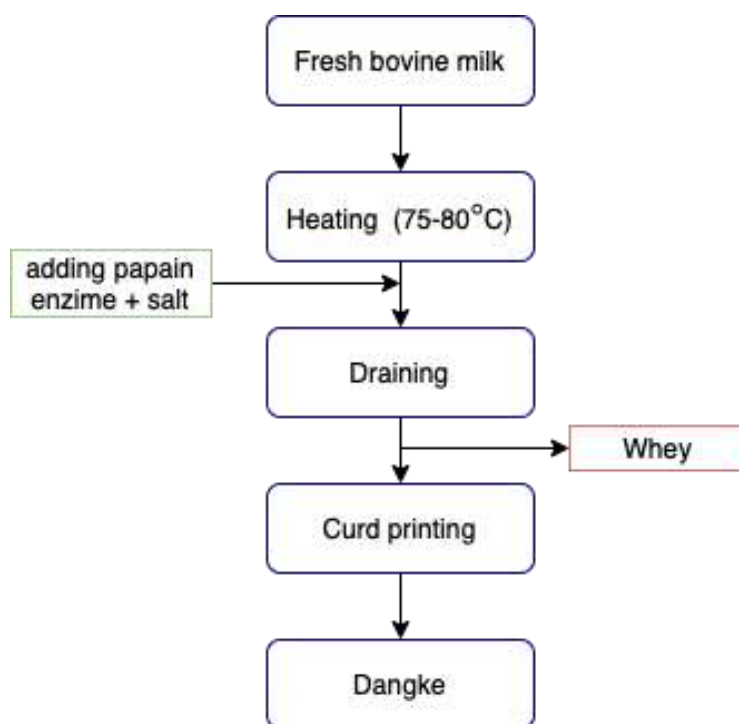 Fresh bovine milk
Heating (75-80°C)
adding papain
enzime + salt
Draining
Whey
Curd printing
Dangke